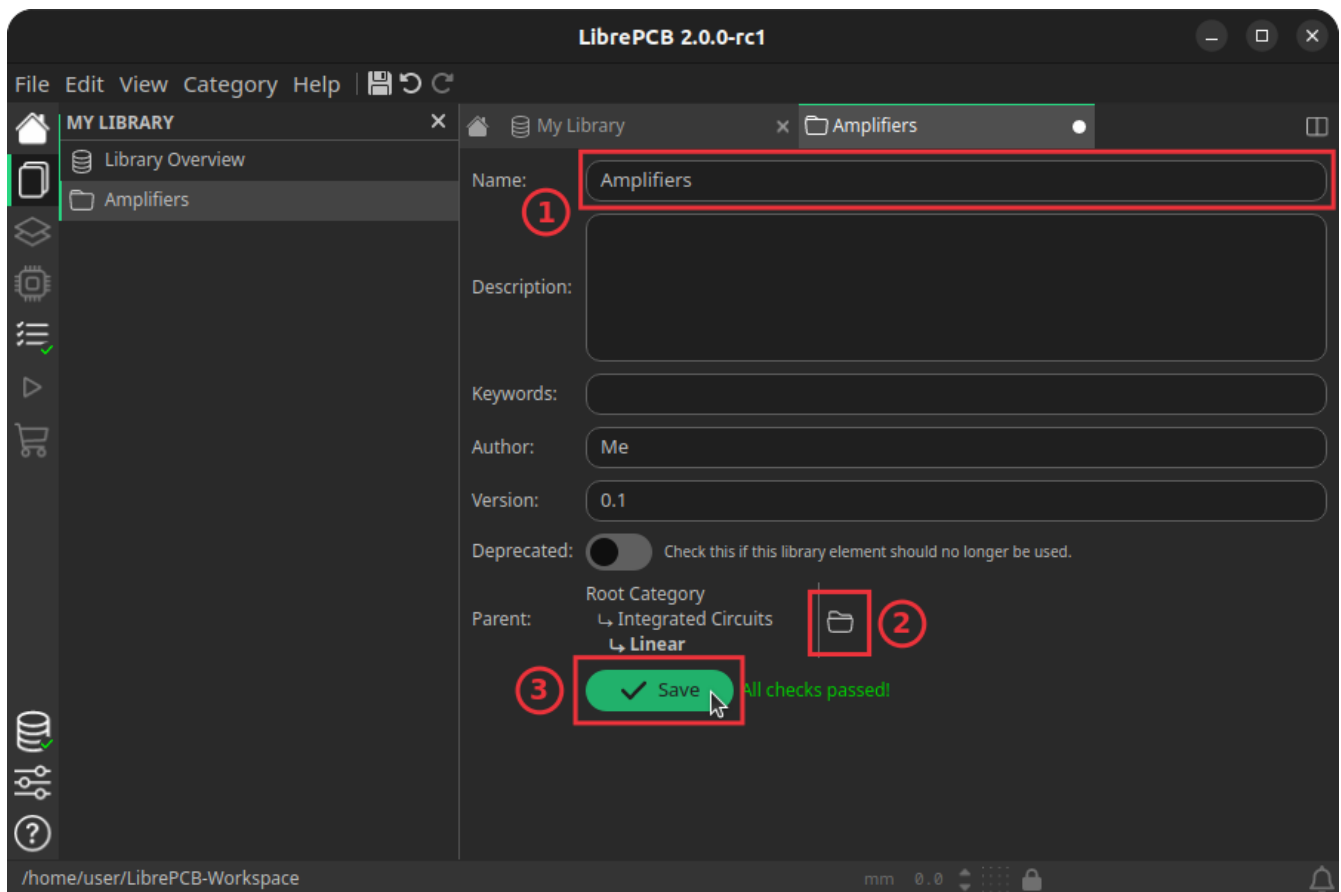 LibrePCB 2.0.0-rc1
File Edit View Category Help
MY LIBRARY
Library Overview
Amplifiers
My Library
Amplifiers
Name:
Amplifiers
1
Description:
Keywords:
Author:
Me
Version:
0.1
Deprecated:
Check this if this library element should no longer be used.
Parent:
Root Category
↳ Integrated Circuits
↳ Linear
2
3
Save
All checks passed!
/home/user/LibrePCB-Workspace
mm 0.0